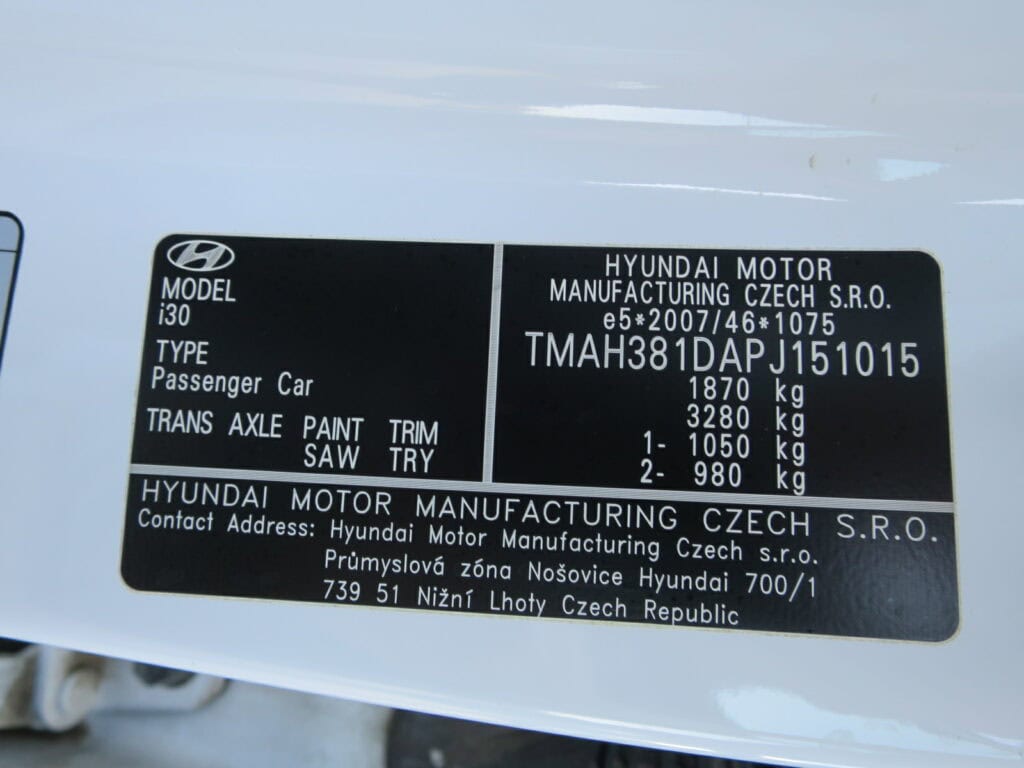 MODEL
i30
TYPE
Passenger Car
TRANS AXLE PAINT TRIM
SAW TRY
HYUNDAI MOTOR
MANUFACTURING CZECH S.R.O.
e5*2007/46*1075
TMAH381DAPJ151015
1870 kg
3280 kg
1- 1050 kg
2- 980 kg
HYUNDAI MOTOR MANUFACTURING CZECH S.R.O.
Contact Address: Hyundai Motor Manufacturing Czech s.r.o.
Průmyslová zóna Nošovice Hyundai 700/1
739 51 Nižní Lhoty Czech Republic